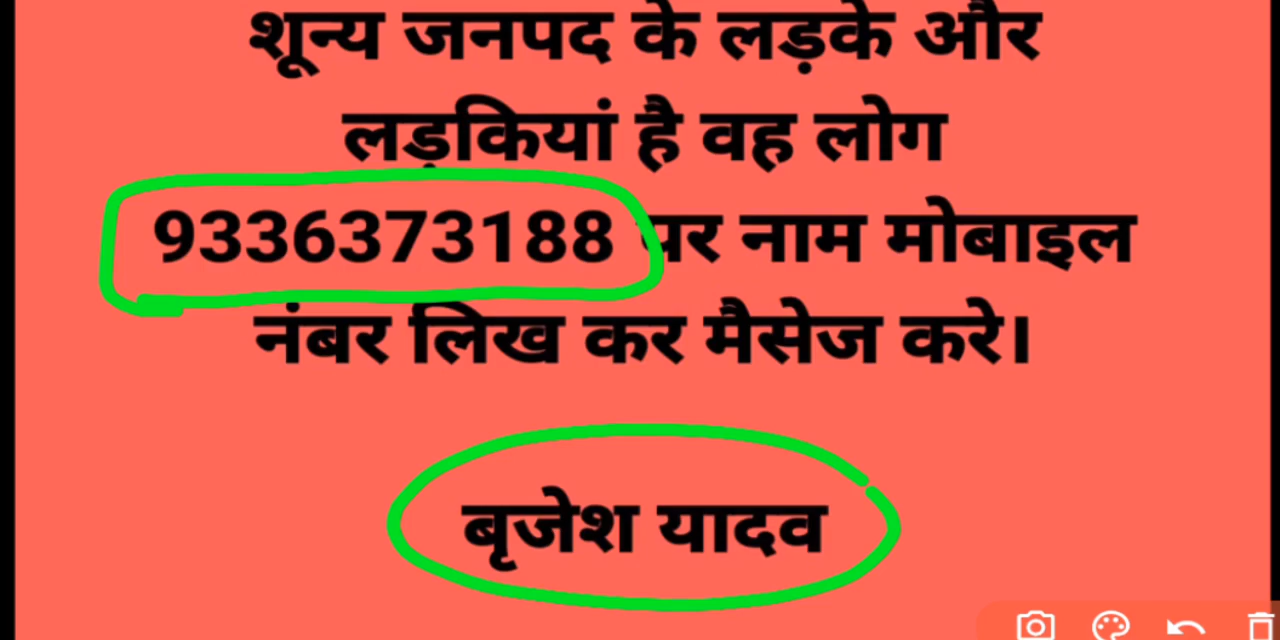 शून्य जनपद के लड़के और
लड़कियां है वह लोग
9336373188 पर नाम मोबाइल
नंबर लिख कर मैसेज करे।
बृजेश यादव